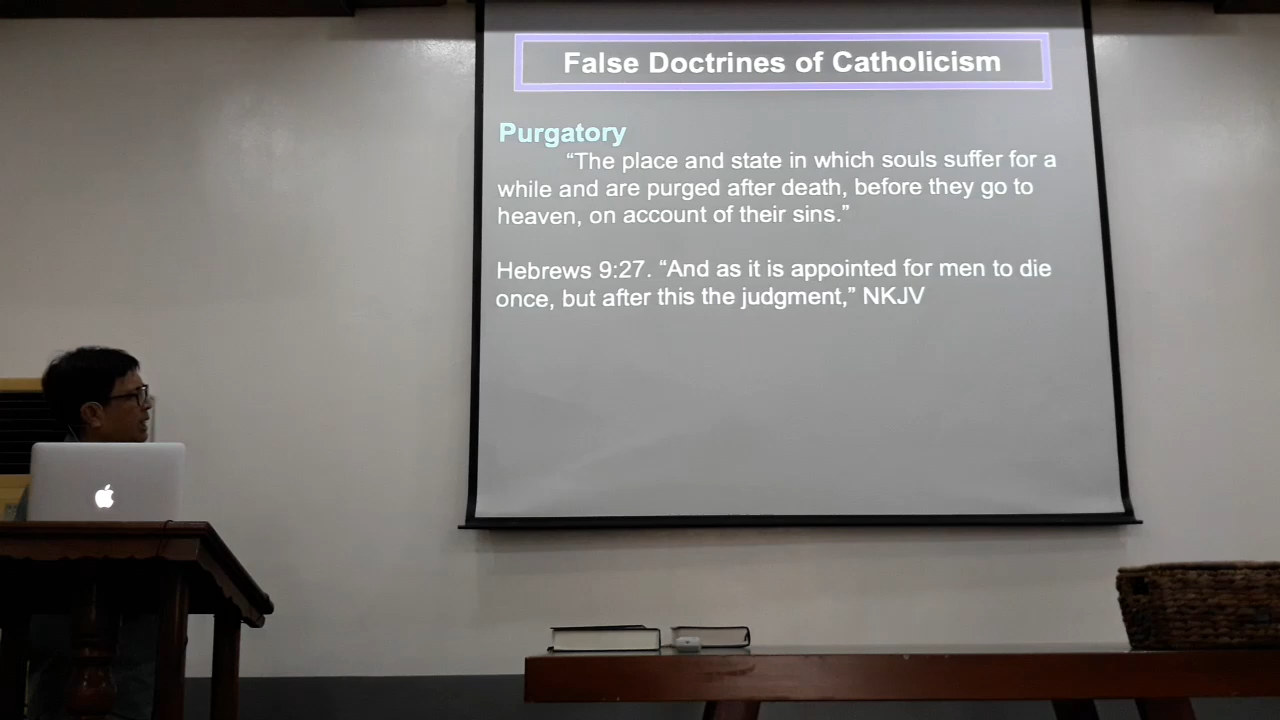 False Doctrines of Catholicism
Purgatory
“The place and state in which souls suffer for a
while and are purged after death, before they go to
heaven, on account of their sins.”
Hebrews 9:27. “And as it is appointed for men to die
once, but after this the judgment,” NKJV